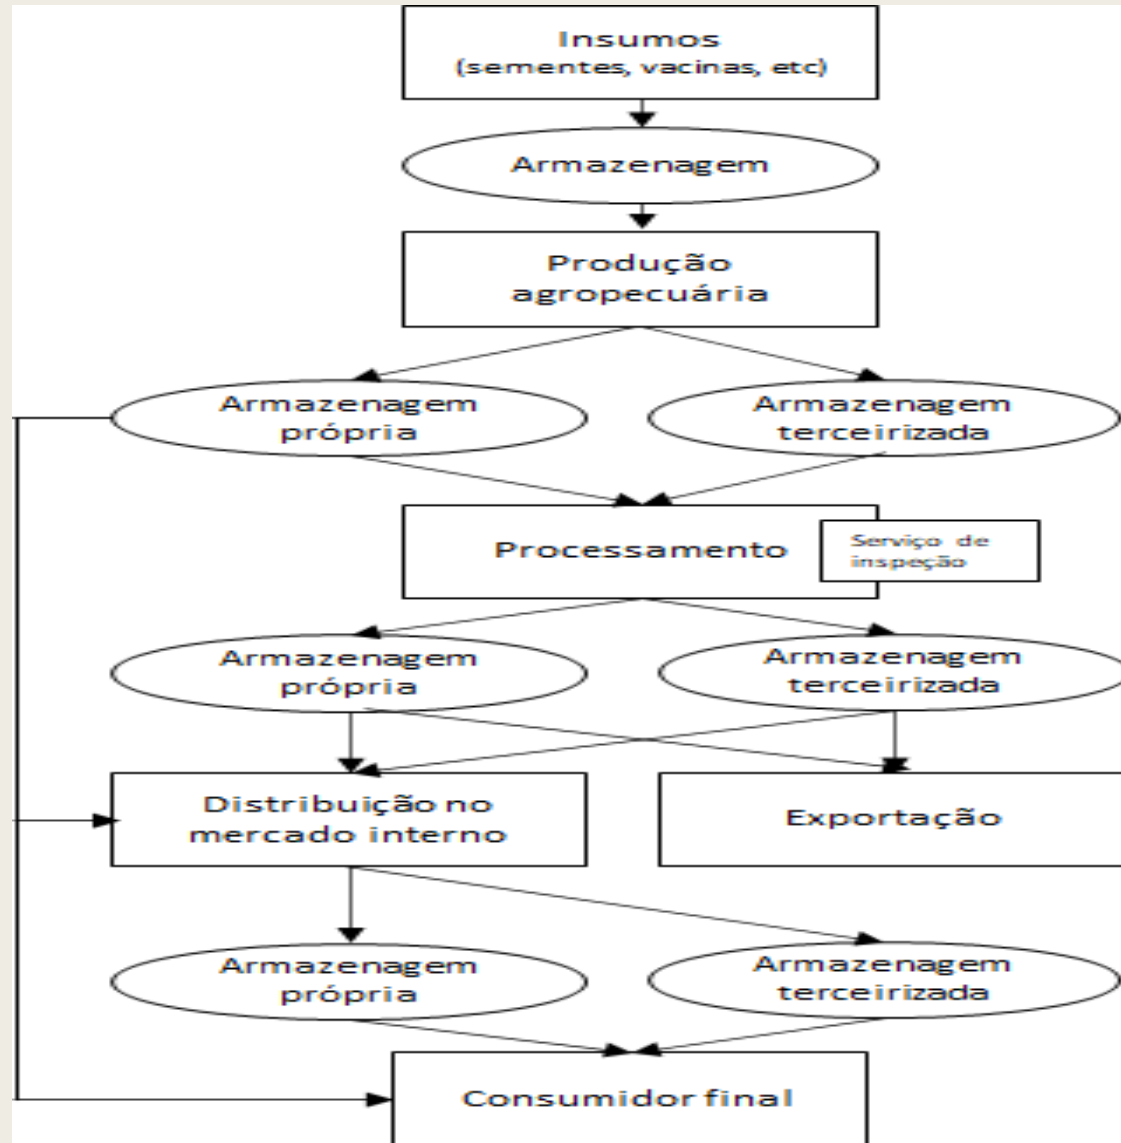 Insumos
(sementes, vacinas, etc)
Armazenagem
Produção
agropecuária
Armazenagem
própria
Armazenagem
terceirizada
Processamento
Serviço de
inspeção
Armazenagem
própria
Armazenagem
terceirizada
Distribuição no
mercado interno
Exportação
Armazenagem
própria
Armazenagem
terceirizada
Consumidor final